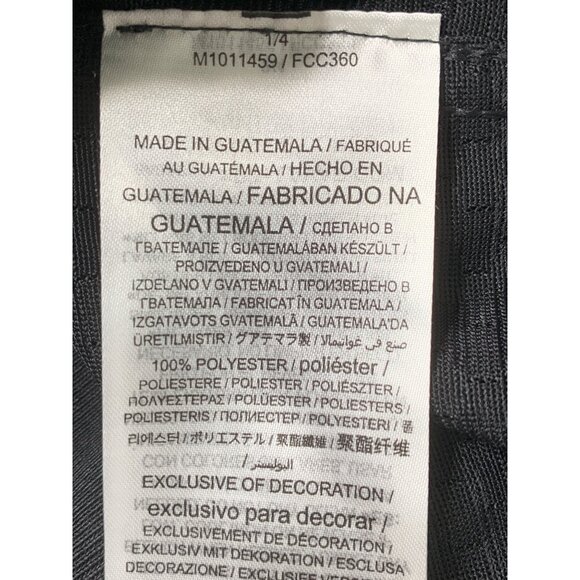 1/4
M1011459 / FCC360
MADE IN GUATEMALA / FABRIQUÉ
AU GUATÉMALA / HECHO EN
GUATEMALA / FABRICADO NA
GUATEMALA / СДЕЛАНО В
ГВАТЕМАЛЕ / GUATEMALÁBAN KÉSZÜLT /
PROIZVEDENO U GVATEMALI /
IZDELANO V GVATEMALI / ПРОИЗВЕДЕНО В
ГВАТЕМАЛА / FABRICAT ÎN GUATEMALA /
IZGATAVOTS GVATEMALĀ / GUATEMALA'DA
ÜRETILMIŞTIR / グアテマラ製 / صنع في غواتيمالا /
100% POLYESTER / poliéster /
POLIESTERE / POLIÉSTER / POLIÉSZTER /
ΠΟΛΥΕΣΤΕΡΑΣ / POLÜESTER / POLIESTERS /
POLIESTERIS / ПОЛИЕСТЕР / POLYESTERI / 폴
리에스터 / ポリエステル / 聚酯纖維 / 聚酯纤维
/ البوليستر /
EXCLUSIVE OF DECORATION /
exclusivo para decorar /
EXCLUSIVEMENT DE DÉCORATION /
EXKLUSIV MIT DEKORATION / ESCLUSA
DECORAZIONE /